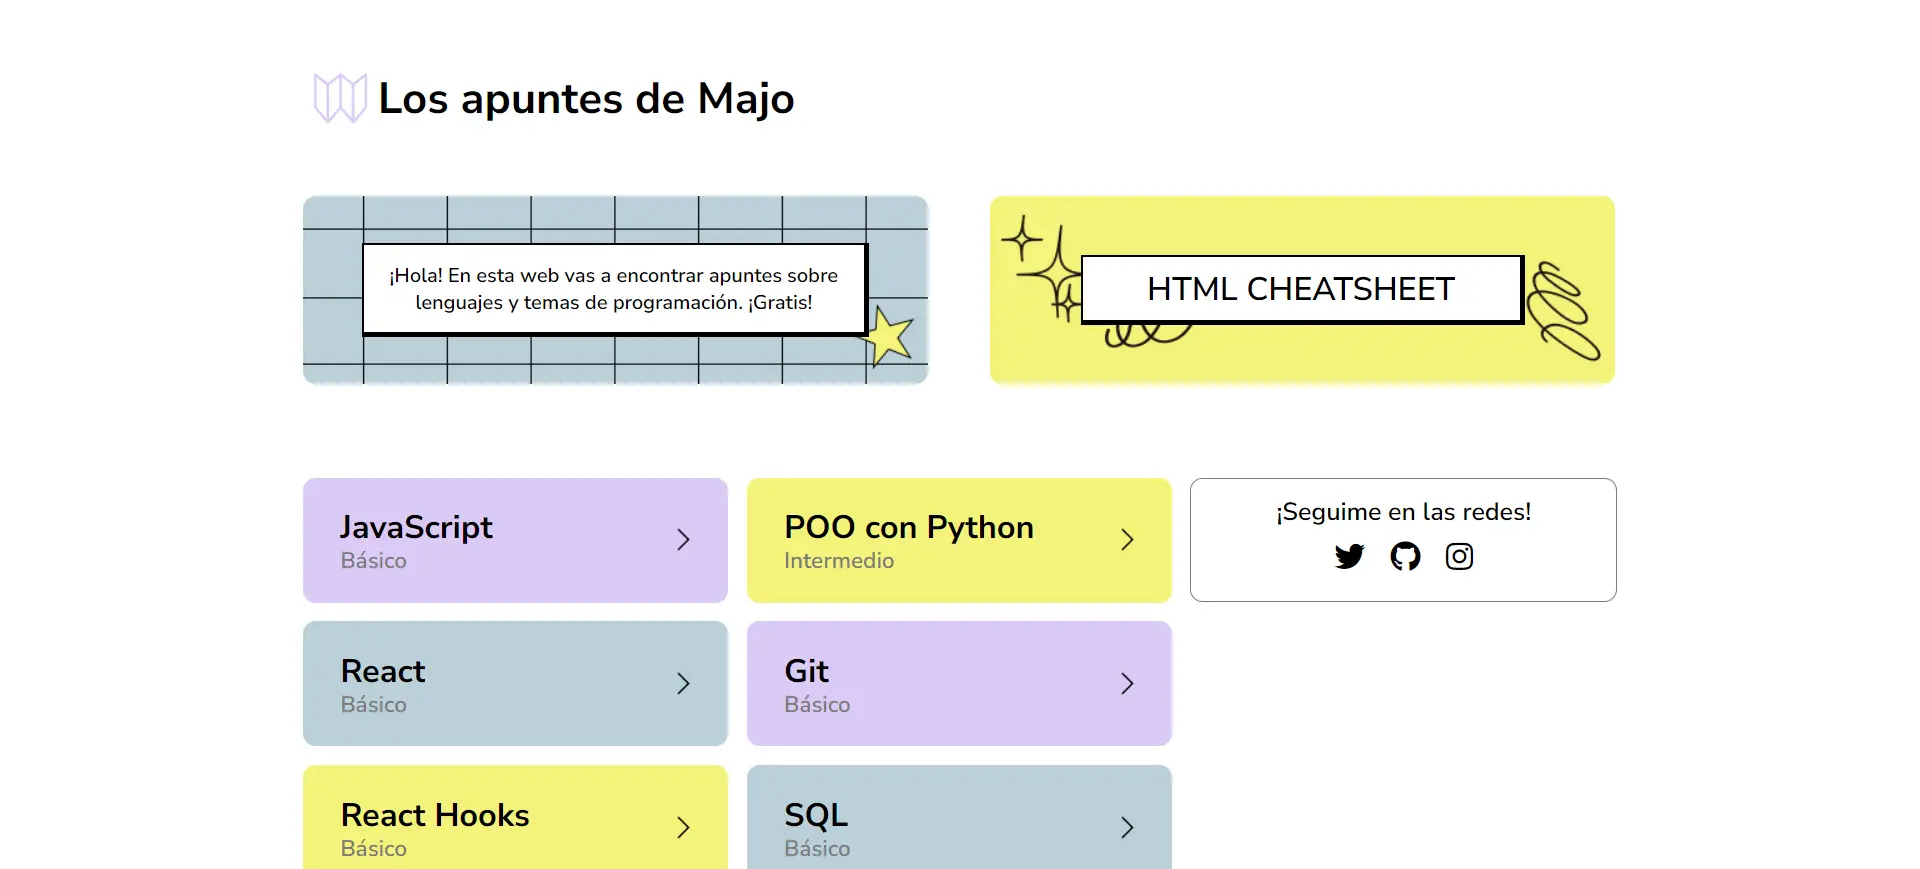 Los apuntes de Majo
¡Hola! En esta web vas a encontrar apuntes sobre
lenguajes y temas de programación. ¡Gratis!
HTML CHEATSHEET
JavaScript
Básico
POO con Python
Intermedio
¡Seguime en las redes!
React
Básico
Git
Básico
React Hooks
Básico
SQL
Básico